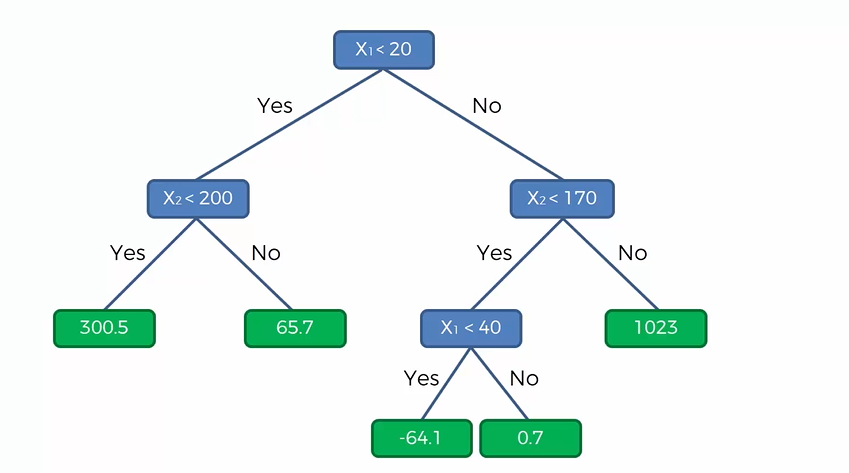 X₁ < 20
Yes
No
X₂ < 200
X₂ < 170
Yes
No
Yes
No
300.5
65.7
X₁ < 40
1023
Yes
No
-64.1
0.7